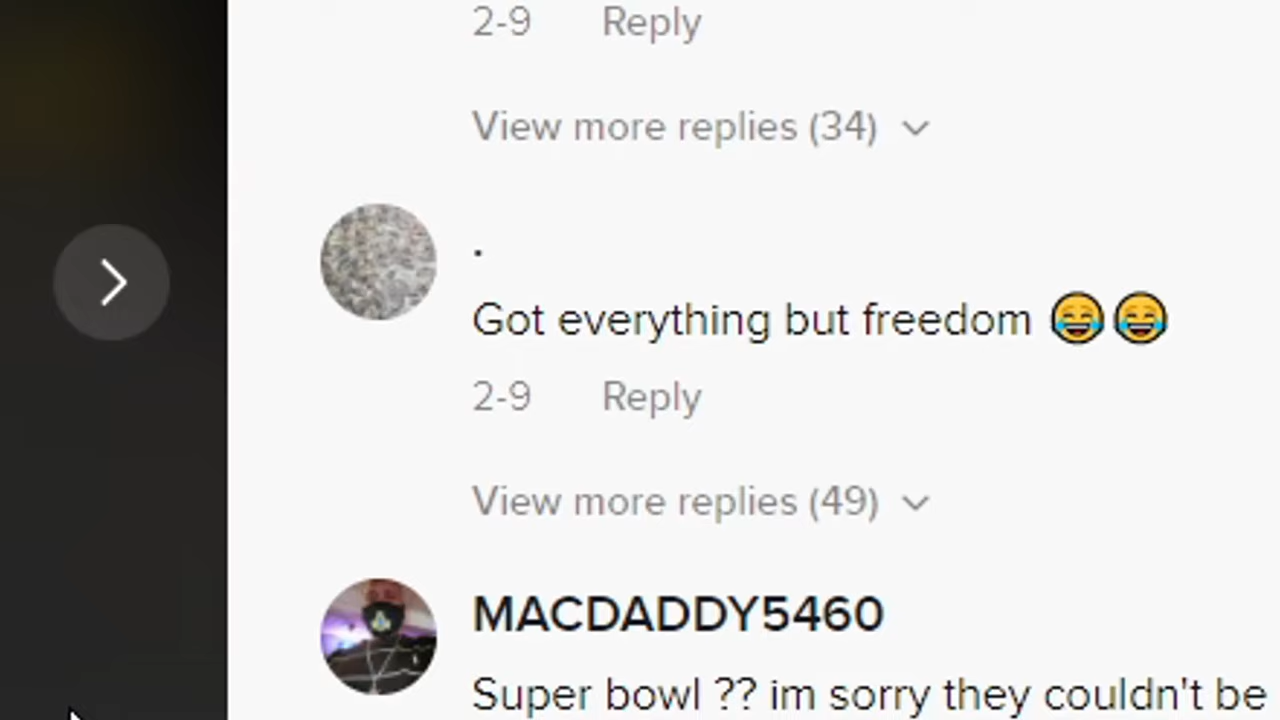 2-9 Reply
View more replies (34)
.
Got everything but freedom 😂😂
2-9 Reply
View more replies (49)
MACDADDY5460
Super bowl ?? im sorry they couldn't be